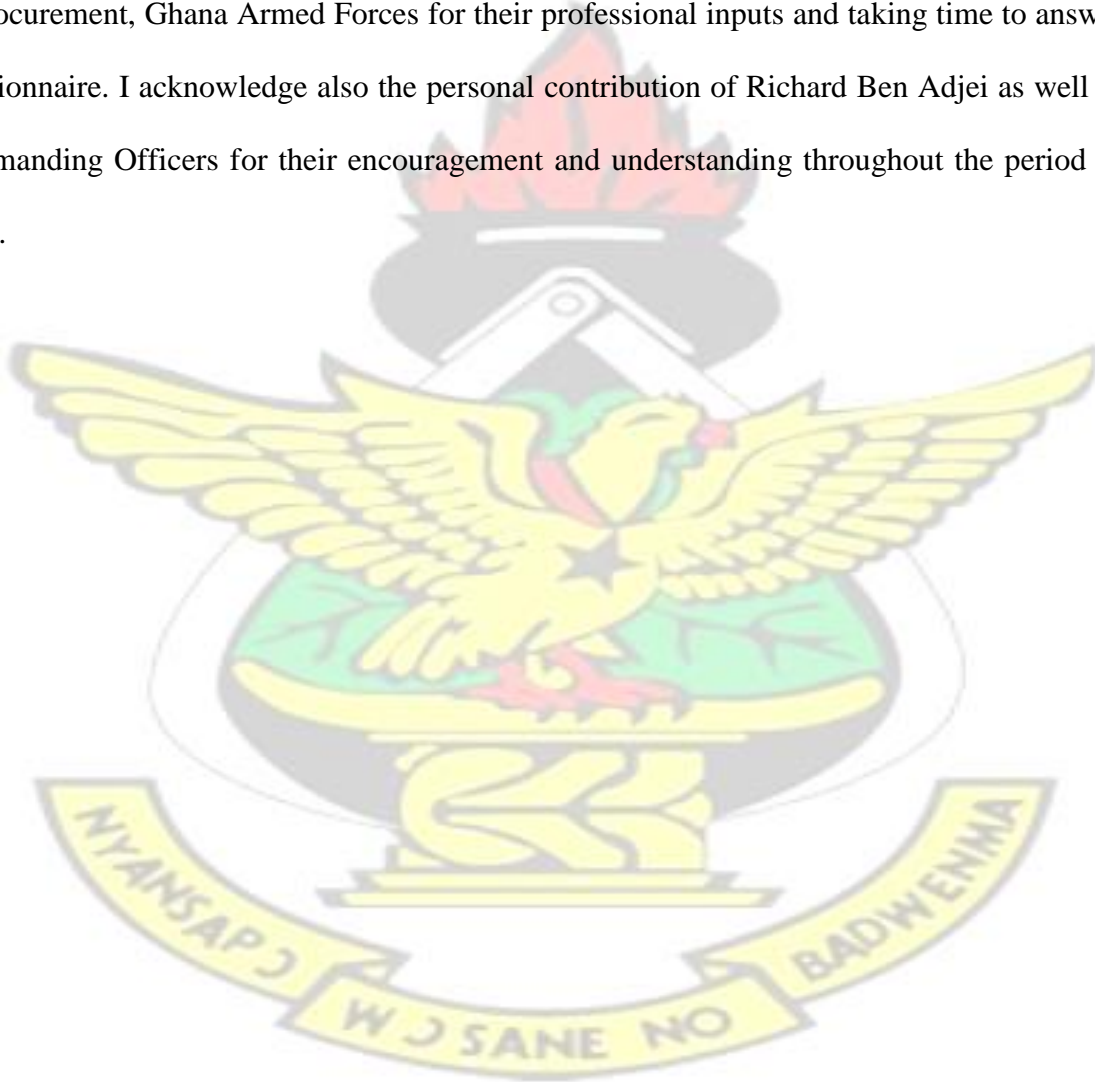 ocurement, Ghana Armed Forces for their professional inputs and taking time to answ
ionnaire. I acknowledge also the personal contribution of Richard Ben Adjei as well
manding Officers for their encouragement and understanding throughout the period
.
NYANSAPƆ
WƆSANE NO
BADWENMA